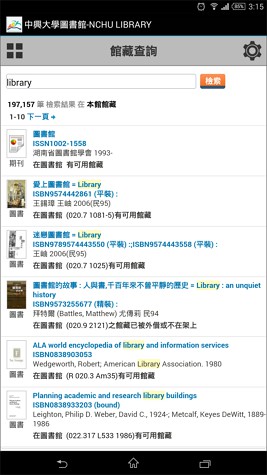 85% 3:15
中興大學圖書館-NCHU LIBRARY
館藏查詢
library 檢索
197,157 筆 檢索結果 在 本館館藏
1-10 下一頁
圖書館
ISSN1002-1558
湖南省圖書館學會 1993-
期刊 在圖書館 有可用館藏
愛上圖書館 = Library
ISBN9574442861 (平裝) :
王錫璋 王岫 2006(民95)
圖書 在圖書館 (020.7 1081-5)有可用館藏
迷戀圖書館 = Library
ISBN9789574443550 (平裝) :;ISBN9574443558 (平裝) :
王岫 2006(民95)
圖書 在圖書館 (020.7 1025)有可用館藏
圖書館的故事 : 人與書,千百年來不曾平靜的歷史 = Library : an unquiet
history
ISBN9573255677 (精裝) :
拜特爾 (Battles, Matthew) 尤傳莉 民94
圖書 在圖書館 (020.9 2121)之館藏已被外借或不在架上
ALA world encyclopedia of library and information services
ISBN0838903053
Wedgeworth, Robert; American Library Association. 1980
圖書 在圖書館 (R 020.3 Am35)有可用館藏
Planning academic and research library buildings
ISBN0838933203 (bound)
Leighton, Philip D. Weber, David C., 1924-; Metcalf, Keyes DeWitt, 1889-
1986
圖書 在圖書館 (022.317 L533 1986)有可用館藏